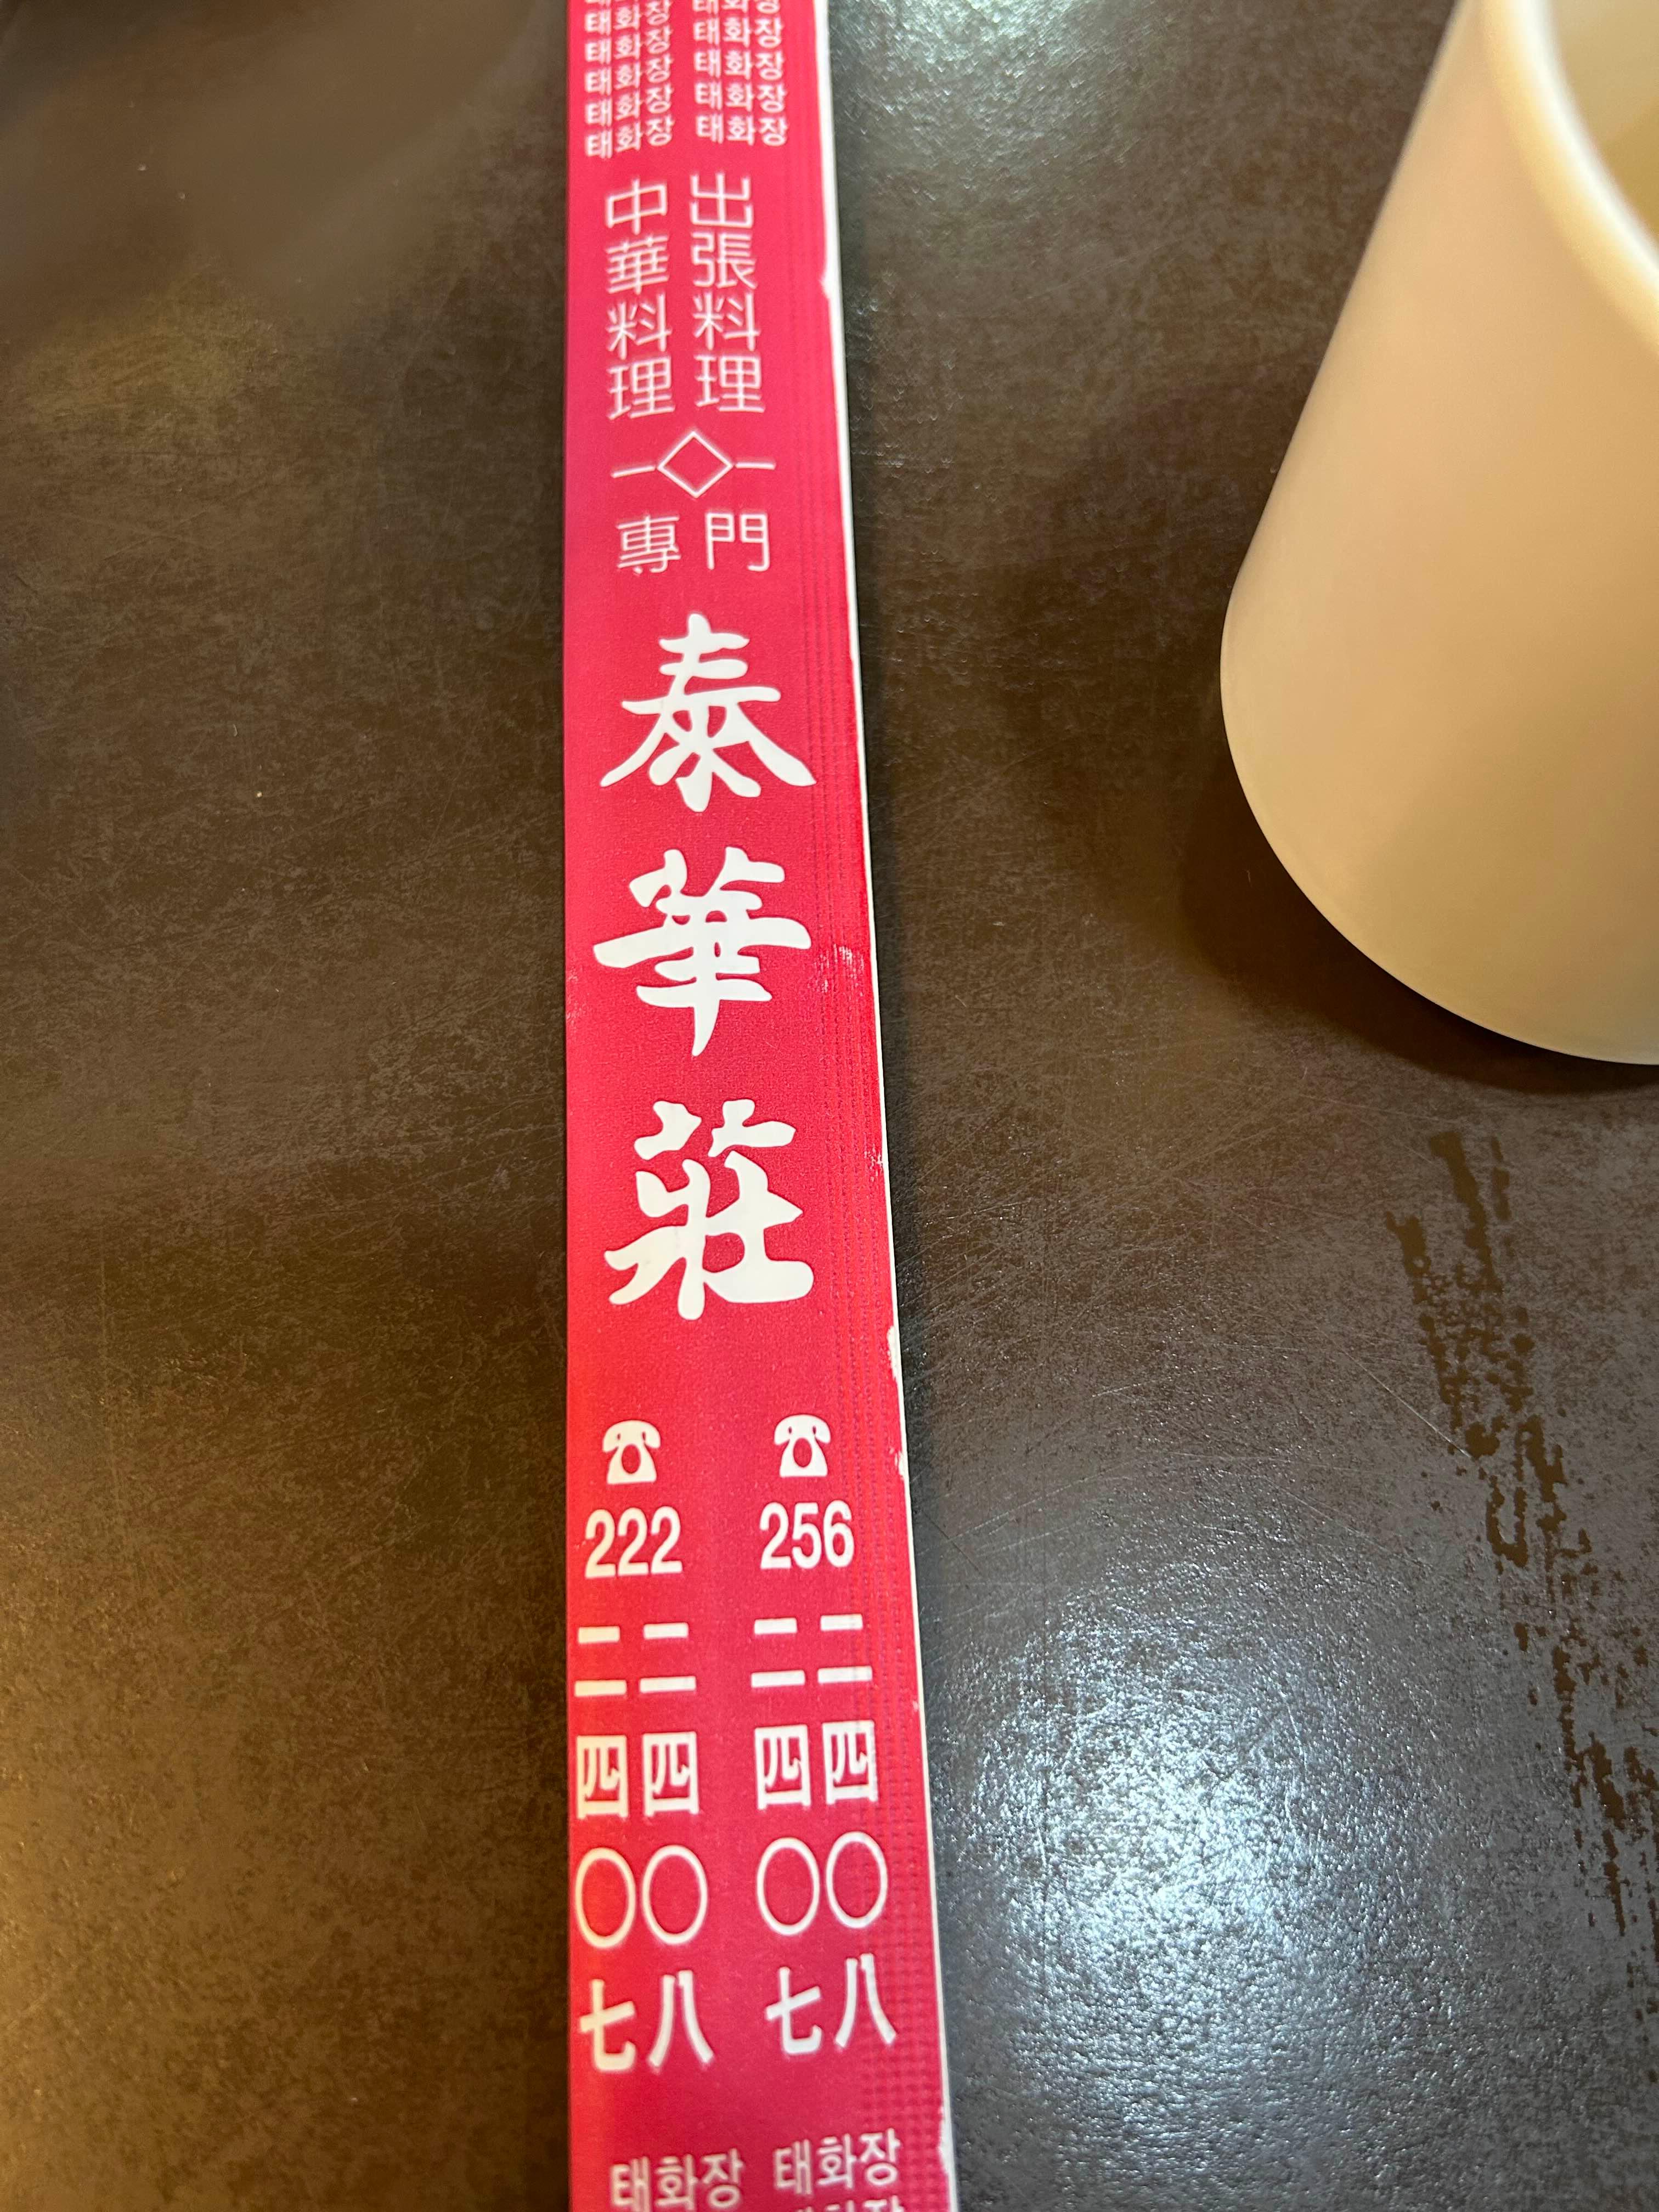 태화장 태화장
태화장 태화장
태화장 태화장
태화장 태화장
태화장
出張料理
中華料理
專門
泰華莊
222 256
二二 二二
四四 四四
〇〇 〇〇
七八 七八
태화장 태화장